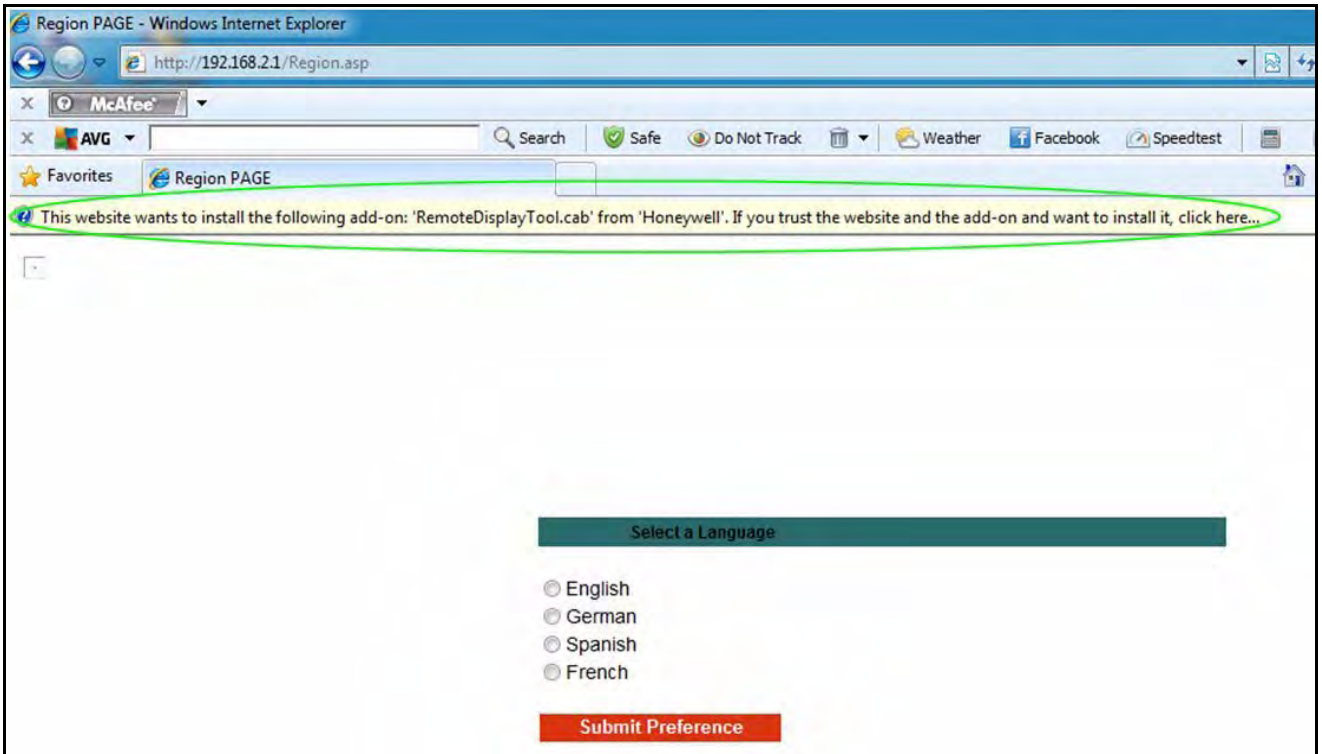 Region PAGE - Windows Internet Explorer
http://192.168.2.1/Region.asp
X McAfee
X AVG Search Safe Do Not Track Weather Facebook Speedtest
Favorites Region PAGE
This website wants to install the following add-on: 'RemoteDisplayTool.cab' from 'Honeywell'. If you trust the website and the add-on and want to install it, click here...
Select a Language
English
German
Spanish
French
Submit Preference